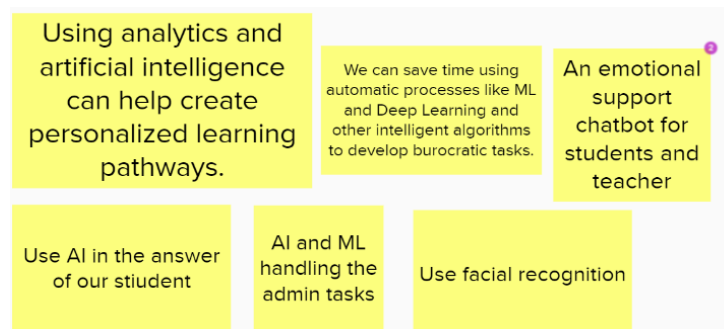 Using analytics and
artificial intelligence
can help create
personalized learning
pathways.
We can save time using
automatic processes like ML
and Deep Learning and
other intelligent algorithms
to develop burocratic tasks.
2
An emotional
support
chatbot for
students and
teacher
Use AI in the answer
of our stiudent
AI and ML
handling the
admin tasks
Use facial recognition